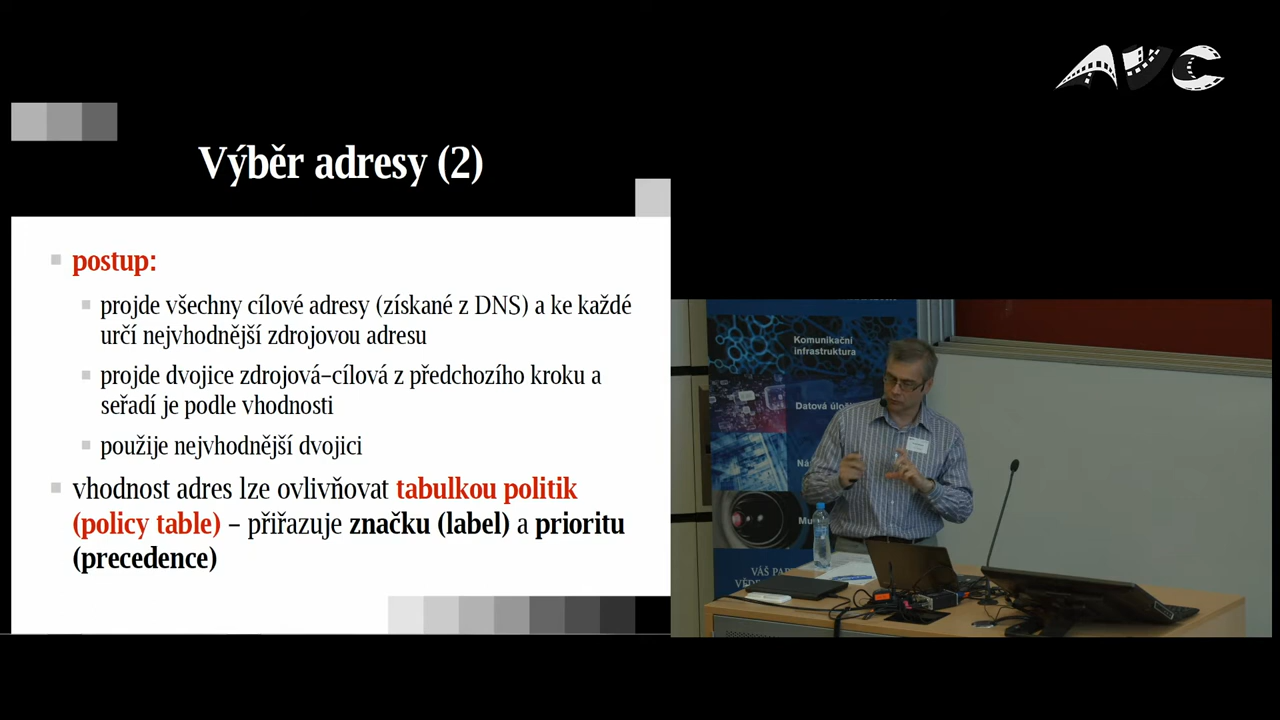 AVC
Výběr adresy (2)
postup:
projde všechny cílové adresy (získané z DNS) a ke každé
určí nejvhodnější zdrojovou adresu
projde dvojice zdrojová–cílová z předchozího kroku a
seřadí je podle vhodnosti
použije nejvhodnější dvojici
vhodnost adres lze ovlivňovat tabulkou politik
(policy table) – přiřazuje značku (label) a prioritu
(precedence)
Komunikační
infrastruktura
Datová
VÁŠ